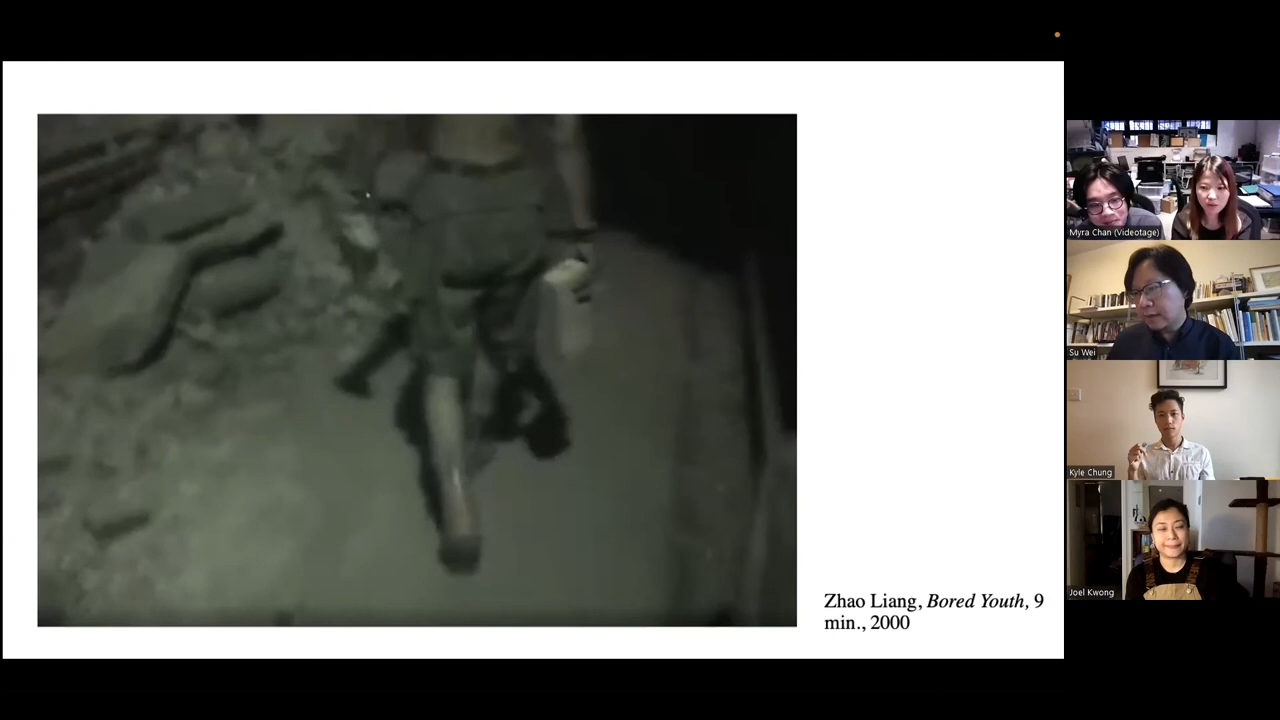 Zhao Liang, Bored Youth, 9
min., 2000
Myra Chan (Videotage)
Su Wei
Kyle Chung
Joel Kwong